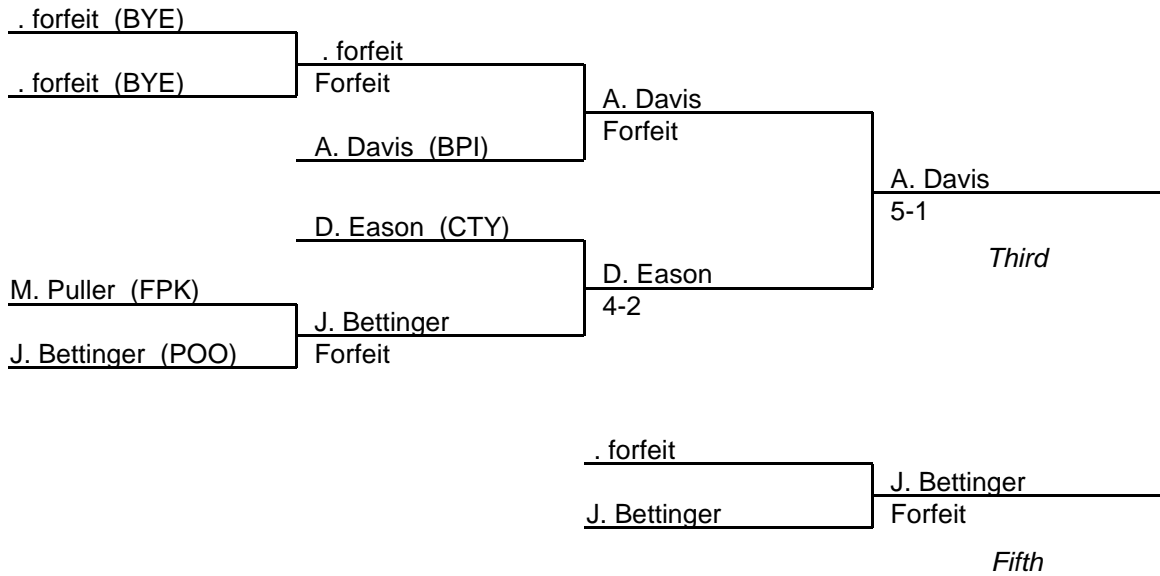 . forfeit (BYE)
. forfeit
. forfeit (BYE)
Forfeit
A. Davis
Forfeit
A. Davis (BPI)
A. Davis
5-1
D. Eason (CTY)
Third
D. Eason
M. Puller (FPK)
4-2
J. Bettinger
J. Bettinger (POO)
Forfeit
. forfeit
J. Bettinger
J. Bettinger
Forfeit
Fifth